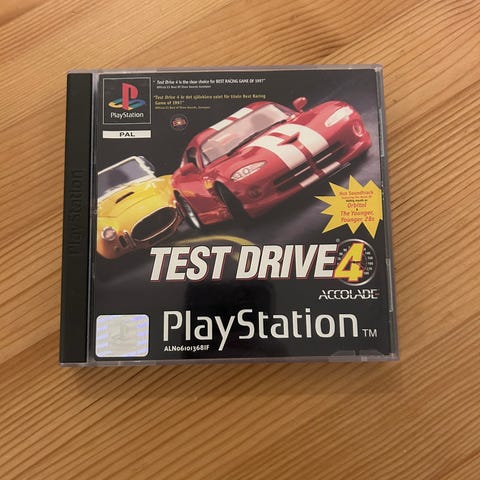 PlayStation
PAL
"Test Drive 4 is the clear choice for BEST RACING GAME OF 1997"
"Test Drive 4 är det självklara valet för titeln Best Racing
Game of 1997"
Hot Soundtrack
Orbital
&
The Younger,
Younger 28s
TEST DRIVE 4
ACCOLADE
PlayStation TM
ALN06101368IF
PlayStation